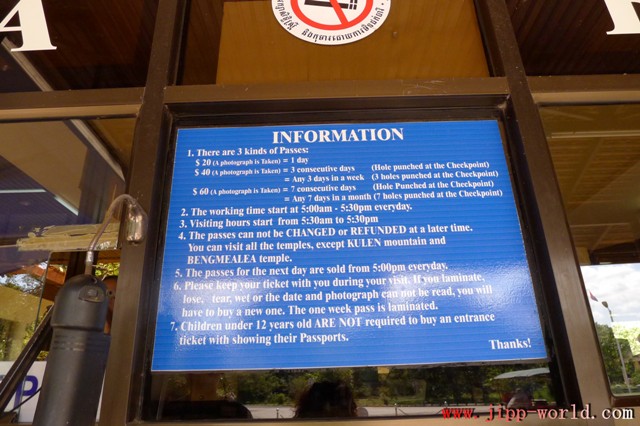 A
INFORMATION
1. There are 3 kinds of Passes:
$ 20 (A photograph is Taken) = 1 day
$ 40 (A photograph is Taken) = 3 consecutive days (Hole punched at the Checkpoint)
= Any 3 days in a week (3 holes punched at the Checkpoint)
$ 60 (A photograph is Taken) = 7 consecutive days (Hole Punched at the Checkpoint)
= Any 7 days in a month (7 holes punched at the Checkpoint)
2. The working time start at 5:00am - 5:30pm everyday.
3. Visiting hours start from 5:30am to 5:30pm
4. The passes can not be CHANGED or REFUNDED at a later time.
You can visit all the temples, except KULEN mountain and
BENGMEALEA temple.
5. The passes for the next day are sold from 5:00pm everyday.
6. Please keep your ticket with you during your visit. If you laminate,
lose, tear, wet or the date and photograph can not be read, you will
have to buy a new one. The one week pass is laminated.
7. Children under 12 years old ARE NOT required to buy an entrance
ticket with showing their Passports.
Thanks!
P
www.jipp-world.com